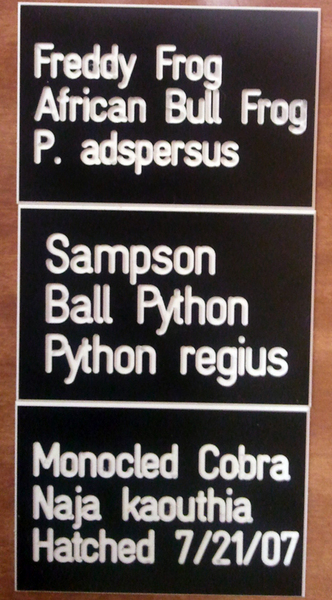 Freddy Frog
African Bull Frog
P. adspersus
Sampson
Ball Python
Python regius
Monocled Cobra
Naja kaouthia
Hatched 7/21/07